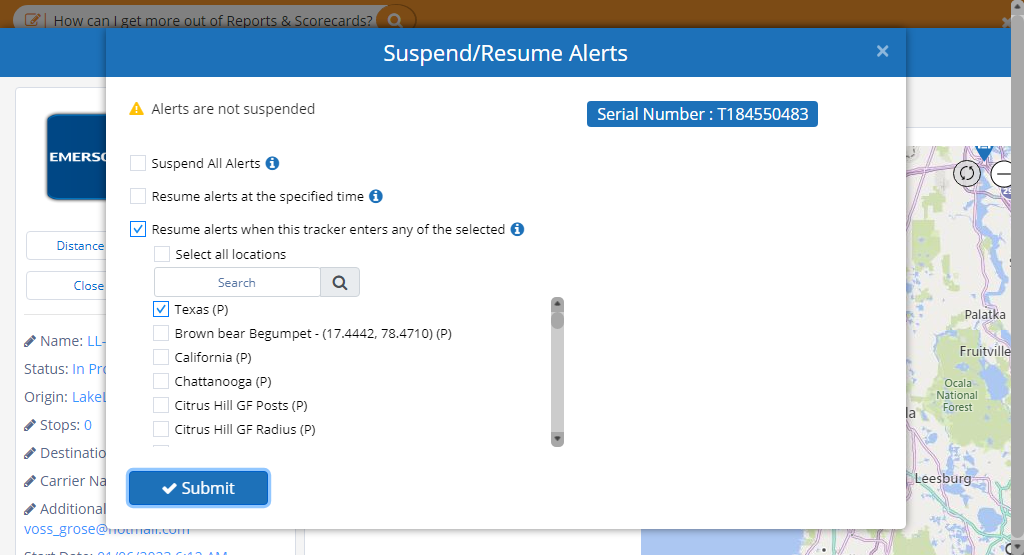 How can I get more out of Reports & Scorecards?
Suspend/Resume Alerts
×
Alerts are not suspended
Serial Number : T184550483
Suspend All Alerts
Resume alerts at the specified time
Resume alerts when this tracker enters any of the selected
Select all locations
Search
Texas (P)
Brown bear Begumpet - (17.4442, 78.4710) (P)
California (P)
Chattanooga (P)
Citrus Hill GF Posts (P)
Citrus Hill GF Radius (P)
Submit
EMERSO
Distance
Close
Name: LL-
Status: In Pro
Origin: LakeL
Stops: 0
Destinatio
Carrier Na
Additional
voss_grose@hotmail.com
Start Date: 01/06/2023 6:12 AM
Palatka
Fruitville
Ocala
National
Forest
la
Leesburg